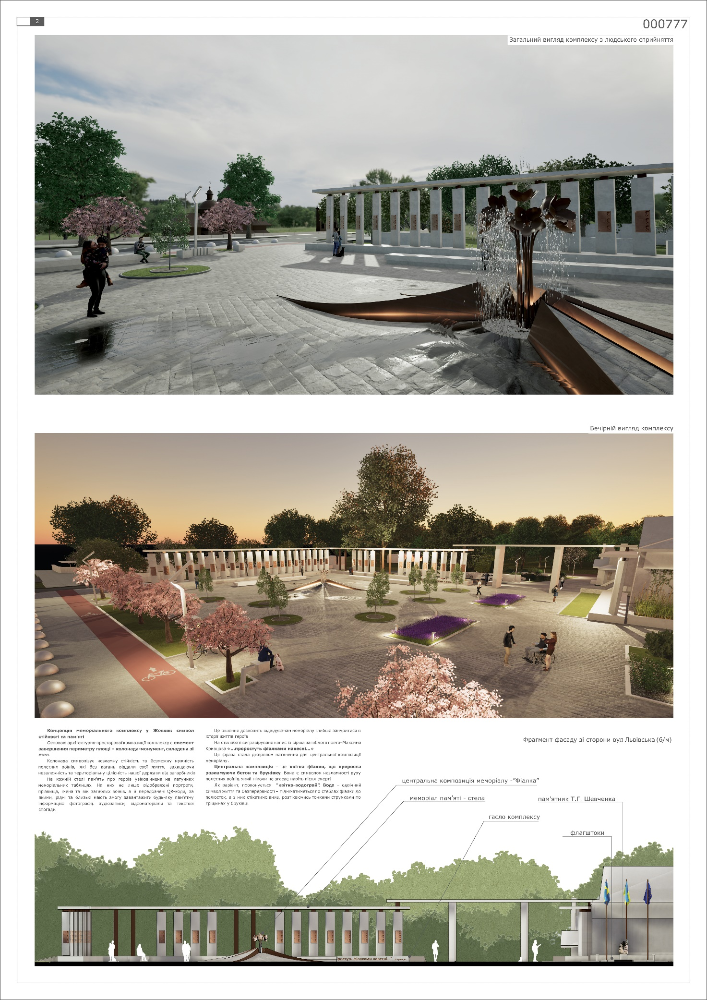 2
000777
Загальний вигляд комплексу з людського сприйняття
Вечірній вигляд комплексу
Концепція меморіального комплексу у Жовкві: символ
стійкості та пам'яті
Основою архітектурно-просторової композиції комплексу є елемент
завершення периметру площі - колонада-монумент, складена зі
стел.
Колонада символізує незламну стійкість та безмежну мужність
полеглих воїнів, які без вагань віддали свої життя, захищаючи
незалежність та територіальну цілісність нашої держави від загарбників
На кожній стелі пам'ять про героїв увіковічнена на латунних
меморіальних таблицях. На них не лише відображені портрети,
прізвища, імена та вік загиблих воїнів, а й передбачені QR-коди, за
якими, рідні та близькі мають змогу завантажити будь-яку пам'ятну
інформацію: фотографії, аудіозаписи, відеоматеріали та текстові
спогади.
Це рішення дозволить відвідувачам меморіалу глибше зануритися в
історії життів героїв
На стилобаті вигравірувано напис із вірша загиблого поета–Максима
Кривцова «...проростуть фіалками навесні...»
Ця фраза стала джерелом натхнення для центральної композиції
меморіалу.
Центральна композиція – це квітка фіалки, що проросла
розламуючи бетон та бруківку. Вона є символом незламності духу
полеглих воїнів, який ніколи не згасає, навіть після смерті
Як варіант, пропонується "квітка-водограй". Вода – одвічний
символ життя та безперервності – підніматиметься по стеблах фіалки до
пелюсток, а з них стікатиме вниз, розтікаючись тонкими струмками по
тріщинах у бруківці
Фрагмент фасаду зі сторони вул Львівська (б/м)
центральна композиція меморіалу -"Фіалка"
меморіал пам'яті - стела
пам'ятник Т.Г. Шевченка
гасло комплексу
флагштоки
ростуть фіалками навесні..."